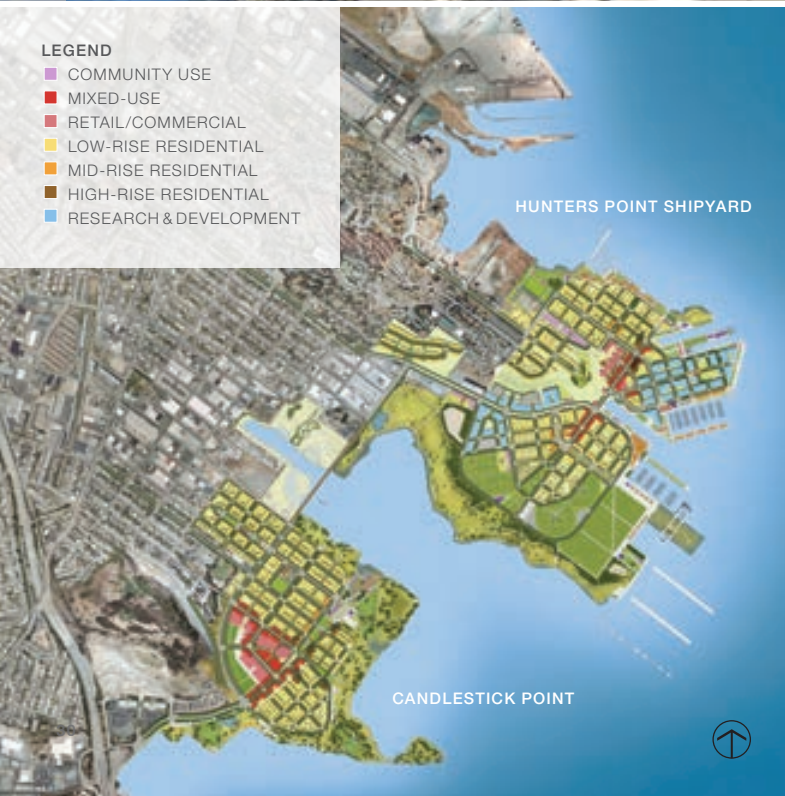 LEGEND
COMMUNITY USE
MIXED-USE
RETAIL/COMMERCIAL
LOW-RISE RESIDENTIAL
MID-RISE RESIDENTIAL
HIGH-RISE RESIDENTIAL
RESEARCH & DEVELOPMENT
HUNTERS POINT SHIPYARD
CANDLESTICK POINT